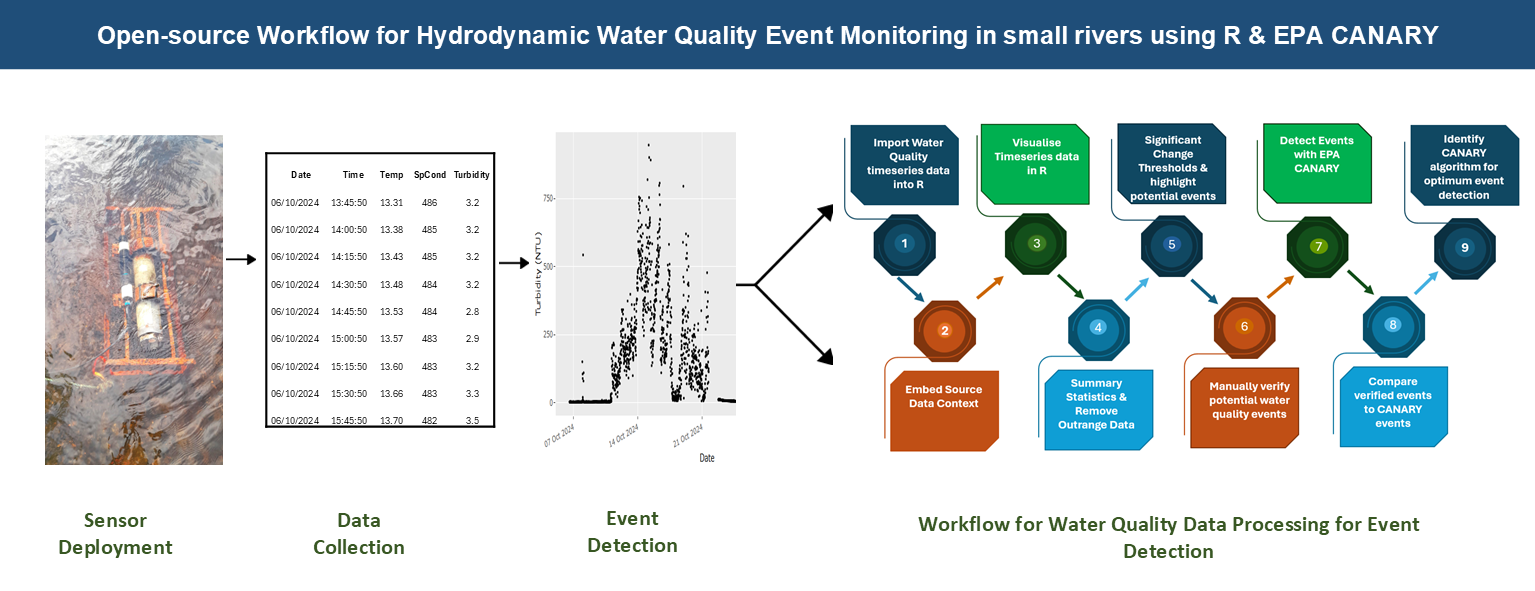 Open-source Workflow for Hydrodynamic Water Quality Event Monitoring in small rivers using R & EPA CANARY
Date Time Temp SpCond Turbidity
06/10/2024 13:45:50 13.31 486 3.2
06/10/2024 14:00:50 13.38 485 3.2
06/10/2024 14:15:50 13.43 485 3.2
06/10/2024 14:30:50 13.48 484 3.2
06/10/2024 14:45:50 13.53 484 2.8
06/10/2024 15:00:50 13.57 483 2.9
06/10/2024 15:15:50 13.60 483 3.2
06/10/2024 15:30:50 13.66 483 3.3
06/10/2024 15:45:50 13.70 482 3.5
Turbidity (NTU)
750
500
250
0
07 Oct 2024
14 Oct 2024
21 Oct 2024
Date
Import Water
Quality
timeseries data
into R
1
2
Embed Source
Data Context
Visualise
Timeseries data
in R
3
4
Summary
Statistics &
Remove
Outrange Data
Significant
Change
Thresholds &
highlight
potential events
5
6
Manually verify
potential water
quality events
Detect Events
with EPA
CANARY
7
8
Compare
verified events
to CANARY
events
Identify
CANARY
algorithm for
optimum event
detection
9
Sensor
Deployment
Data
Collection
Event
Detection
Workflow for Water Quality Data Processing for Event
Detection